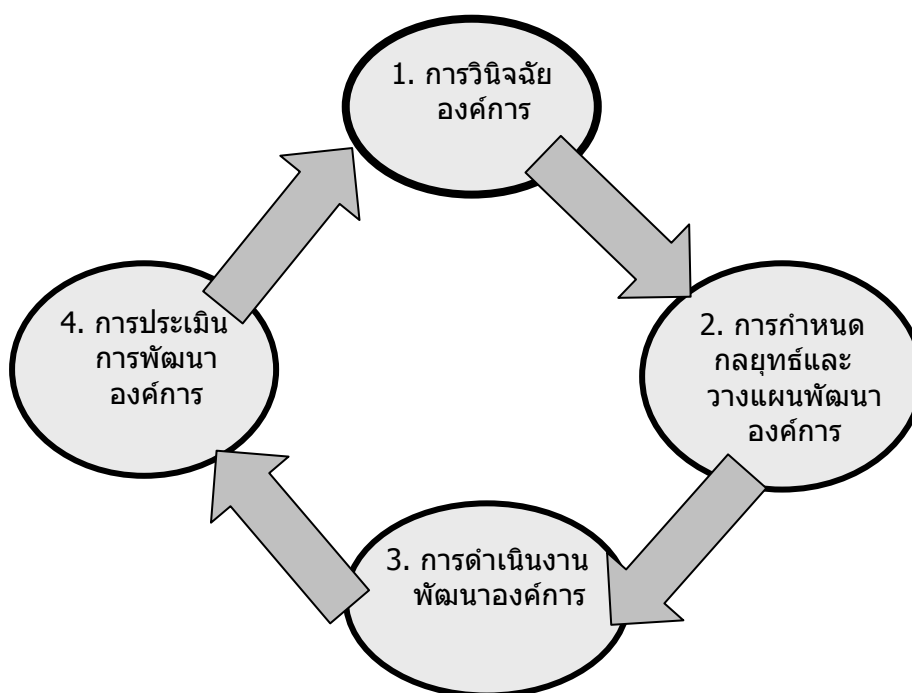 1. การวินิจฉัย
องค์การ
2. การกำหนด
กลยุทธ์และ
วางแผนพัฒนา
องค์การ
3. การดำเนินงาน
พัฒนาองค์การ
4. การประเมิน
การพัฒนา
องค์การ